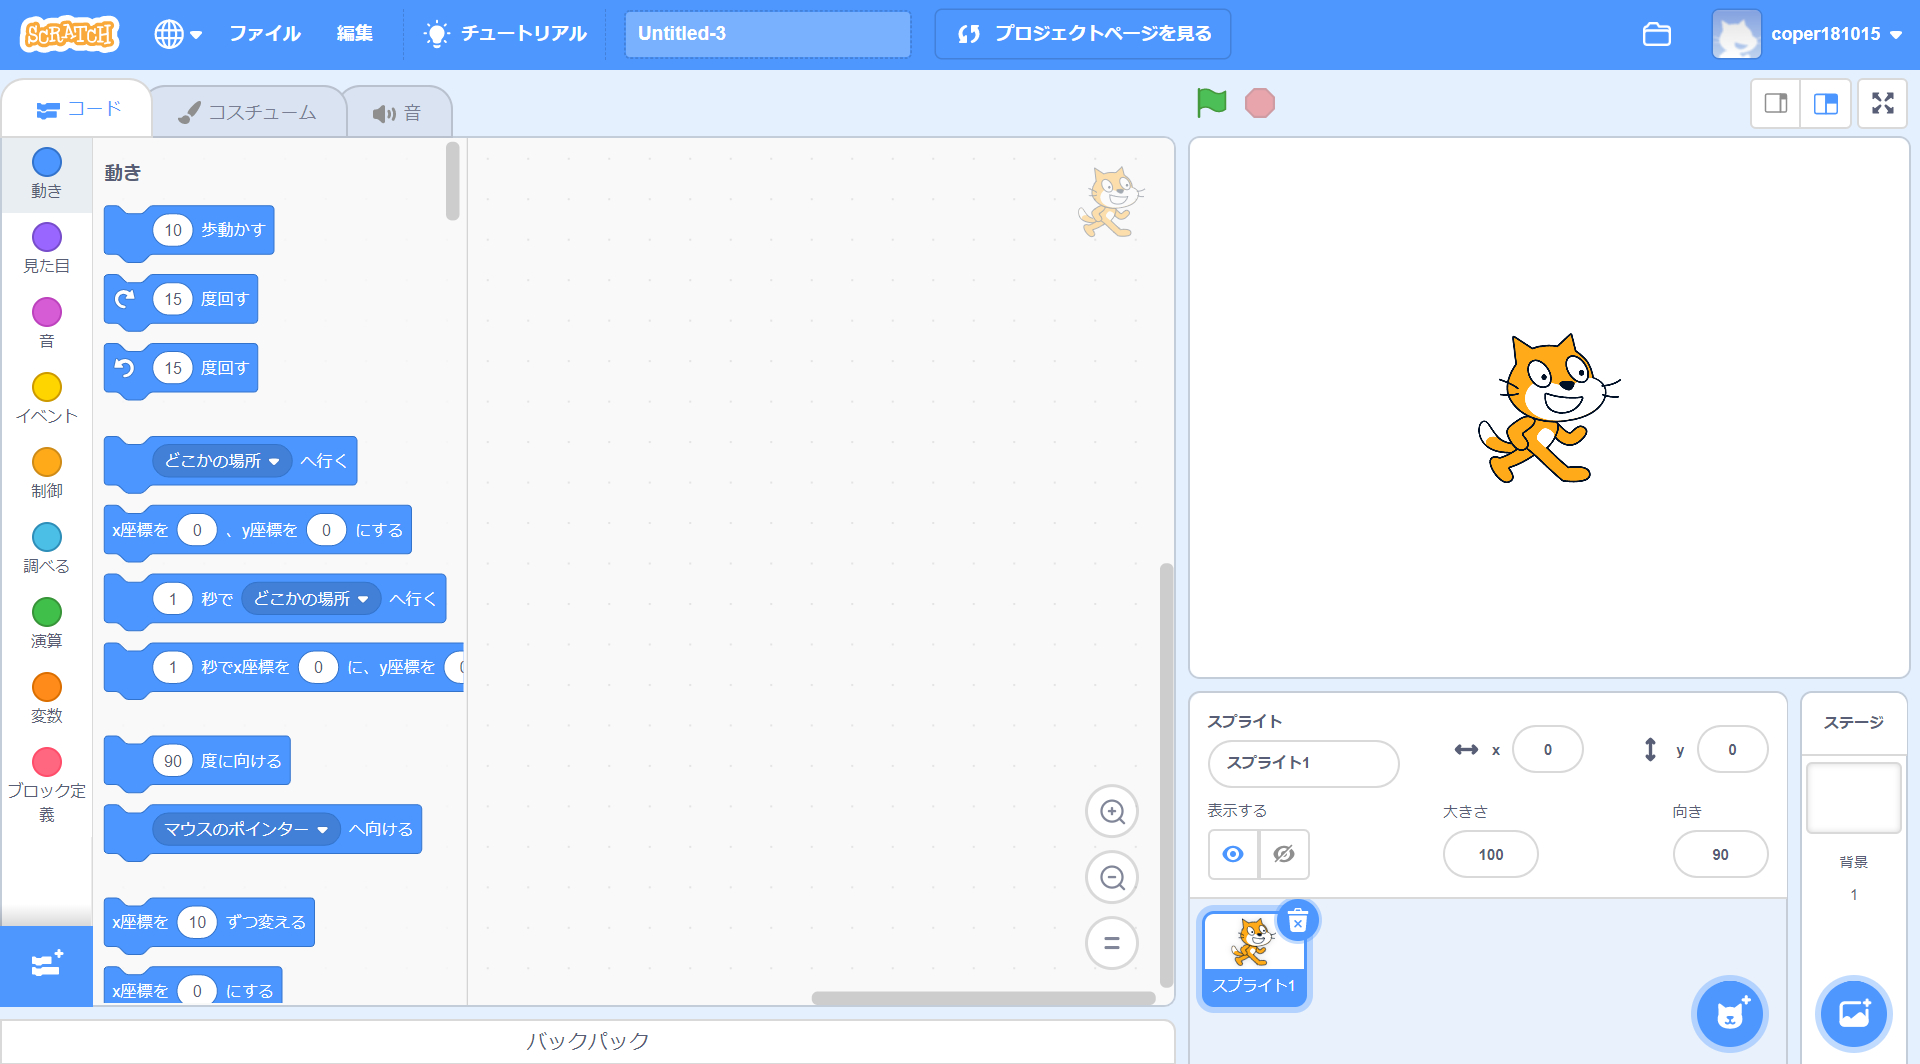 SCRATCH
ファイル
編集
チュートリアル
Untitled-3
プロジェクトページを見る
coper181015
コード
コスチューム
音
動き
見た目
音
イベント
制御
調べる
演算
変数
ブロック定
義
動き
10 歩動かす
15 度回す
15 度回す
どこかの場所 へ行く
x座標を 0 、y座標を 0 にする
1 秒で どこかの場所 へ行く
1 秒でx座標を 0 に、y座標を 0
90 度に向ける
マウスのポインター へ向ける
x座標を 10 ずつ変える
x座標を 0 にする
バックパック
スプライト
スプライト1
x 0
y 0
表示する
大きさ
100
向き
90
スプライト1
ステージ
背景
1